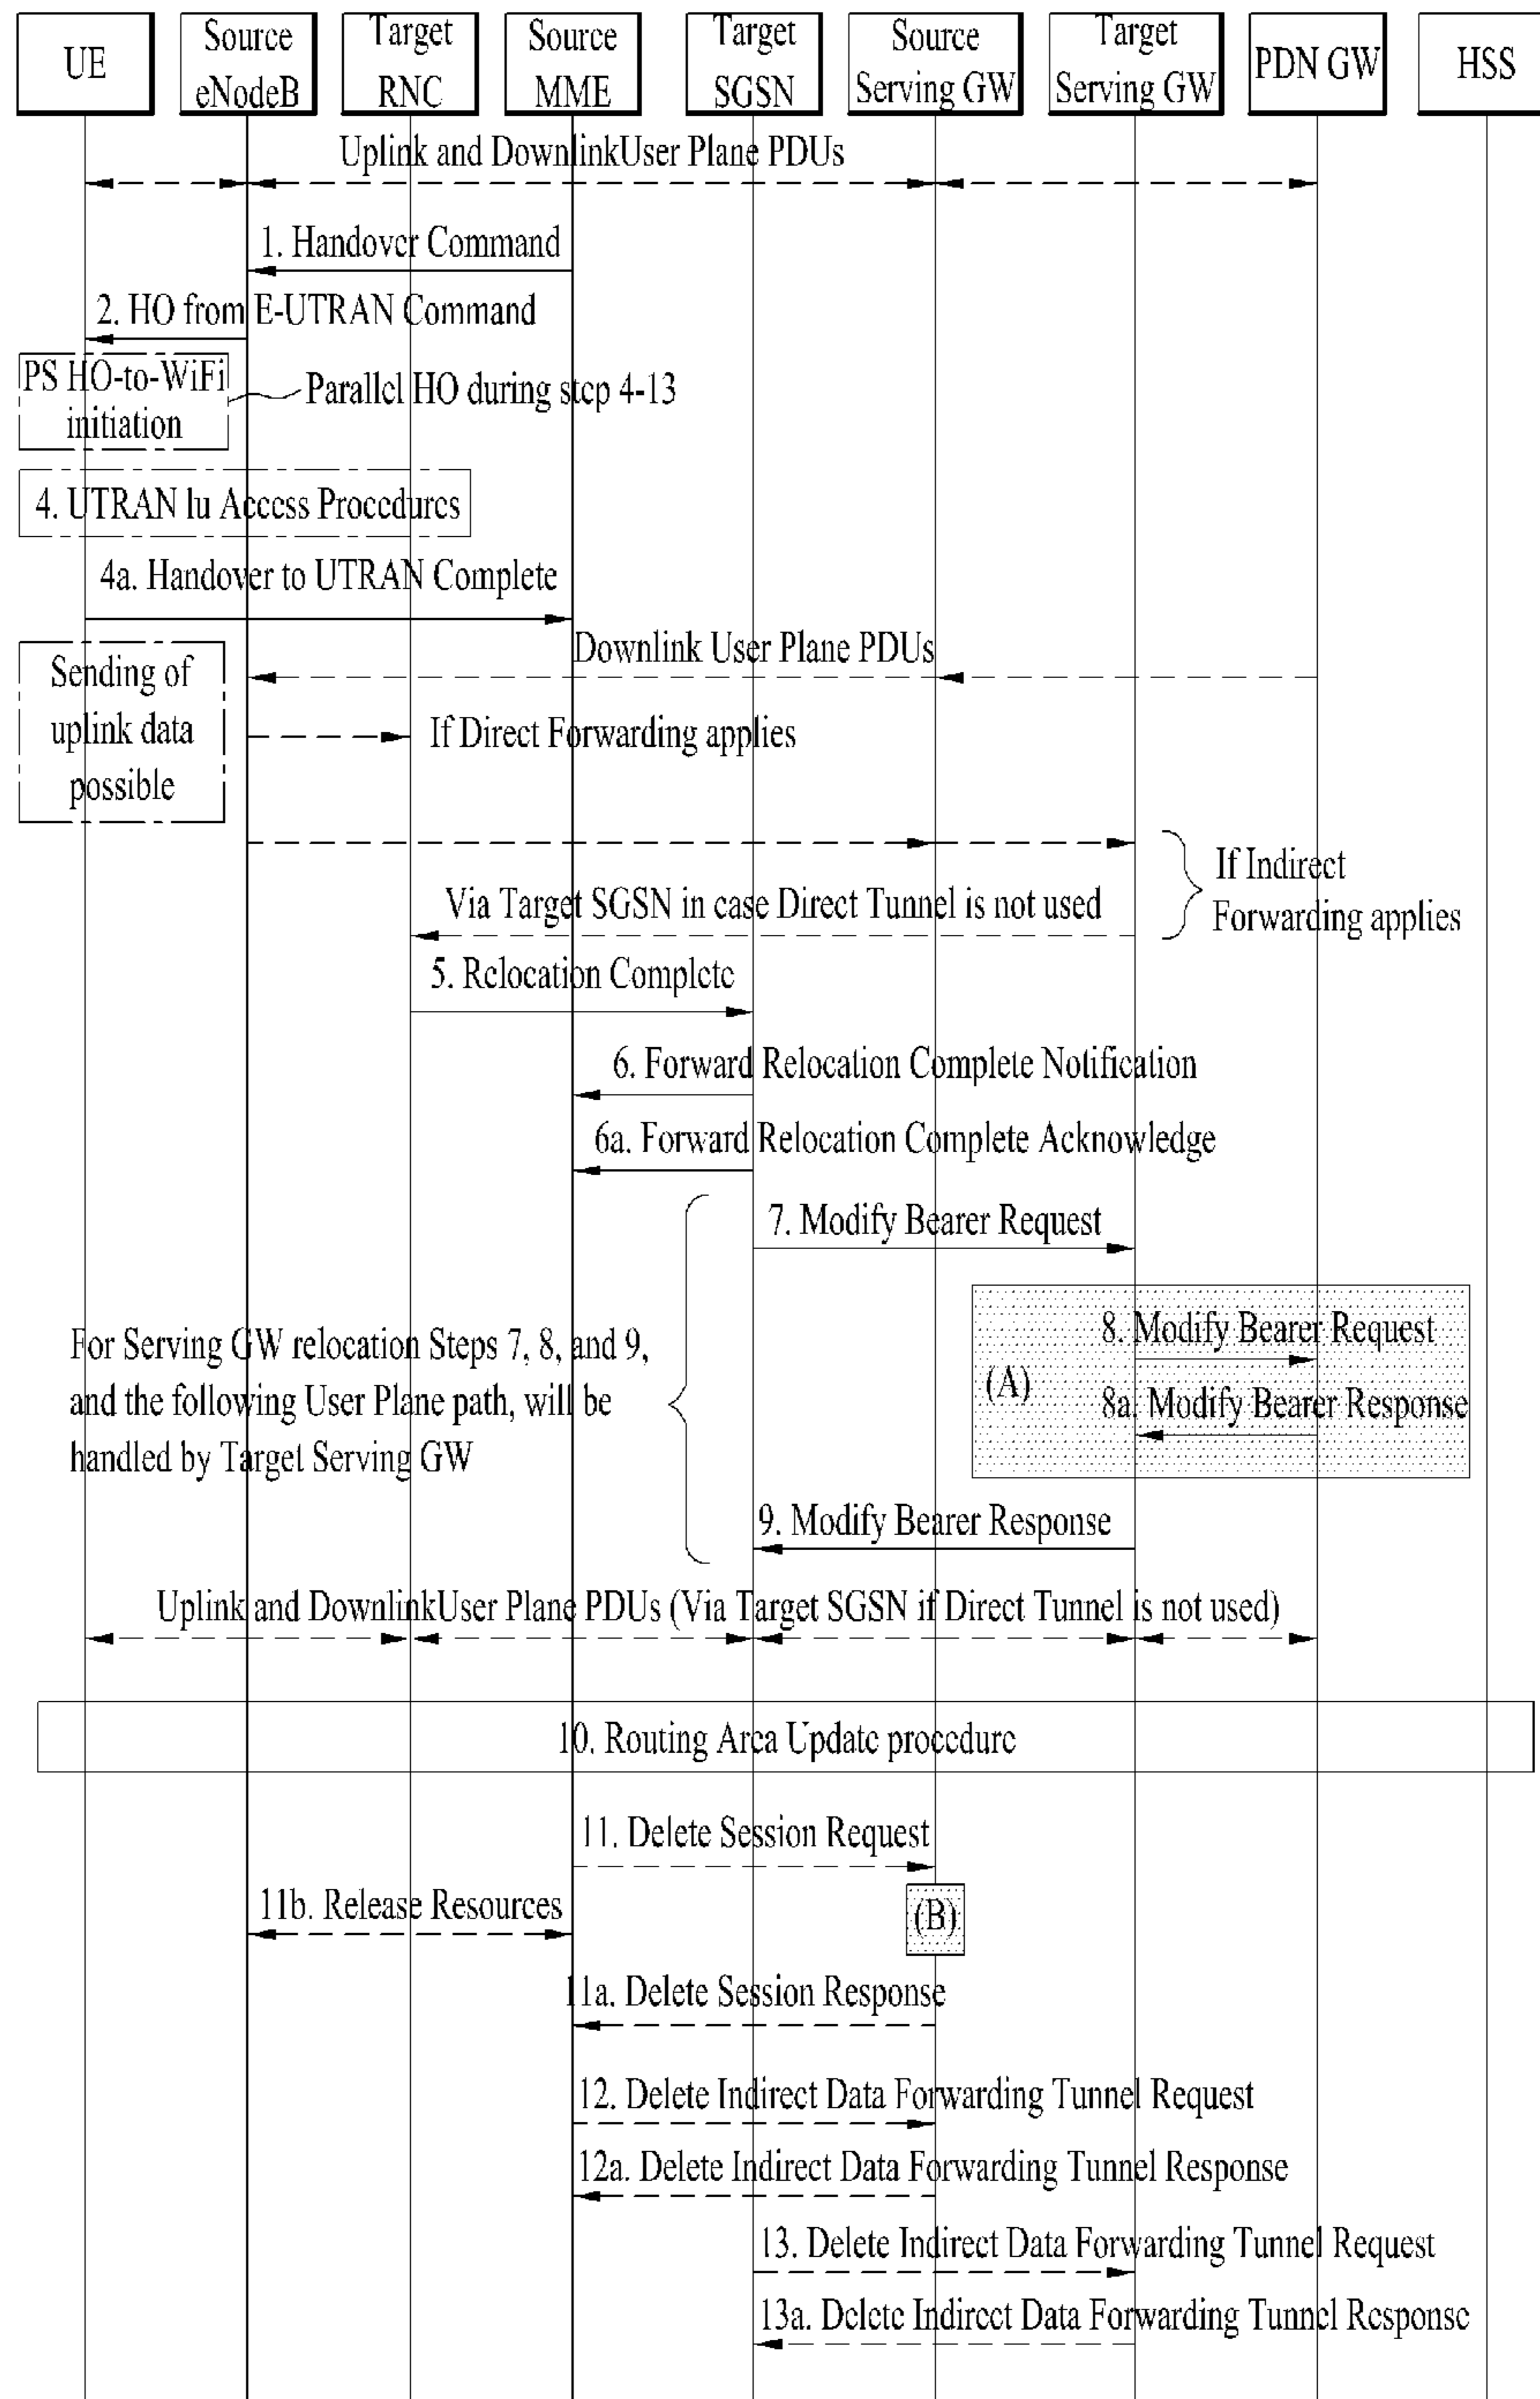 UE
Source
eNodeB
Target
RNC
Source
MME
Target
SGSN
Source
Serving GW
Target
Serving GW
PDN GW
HSS
Uplink and DownlinkUser Plane PDUs
1. Handover Command
2. HO from E-UTRAN Command
PS HO-to-WiFi
initiation
Parallel HO during step 4-13
4. UTRAN lu Access Procedures
4a. Handover to UTRAN Complete
Downlink User Plane PDUs
Sending of
uplink data
possible
If Direct Forwarding applies
If Indirect
Forwarding applies
Via Target SGSN in case Direct Tunnel is not used
5. Relocation Complete
6. Forward Relocation Complete Notification
6a. Forward Relocation Complete Acknowledge
7. Modify Bearer Request
8. Modify Bearer Request
(A)
8a. Modify Bearer Response
For Serving GW relocation Steps 7, 8, and 9,
and the following User Plane path, will be
handled by Target Serving GW
9. Modify Bearer Response
Uplink and DownlinkUser Plane PDUs (Via Target SGSN if Direct Tunnel is not used)
10. Routing Area Update procedure
11. Delete Session Request
11b. Release Resources
(B)
11a. Delete Session Response
12. Delete Indirect Data Forwarding Tunnel Request
12a. Delete Indirect Data Forwarding Tunnel Response
13. Delete Indirect Data Forwarding Tunnel Request
13a. Delete Indirect Data Forwarding Tunnel Response